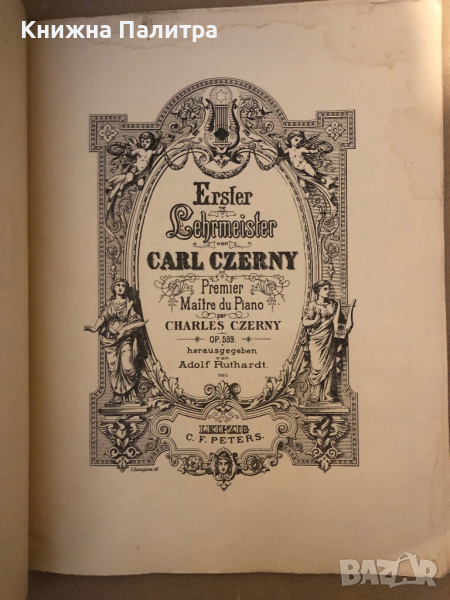 Книжна Палитра
Erster
Lehrmeister
von
CARL CZERNY
Premier
Maître du Piano
par
CHARLES CZERNY
OP. 599.
herausgegeben
von
Adolf Ruthardt.
LEIPZIG
C. F. PETERS.
BAZAR